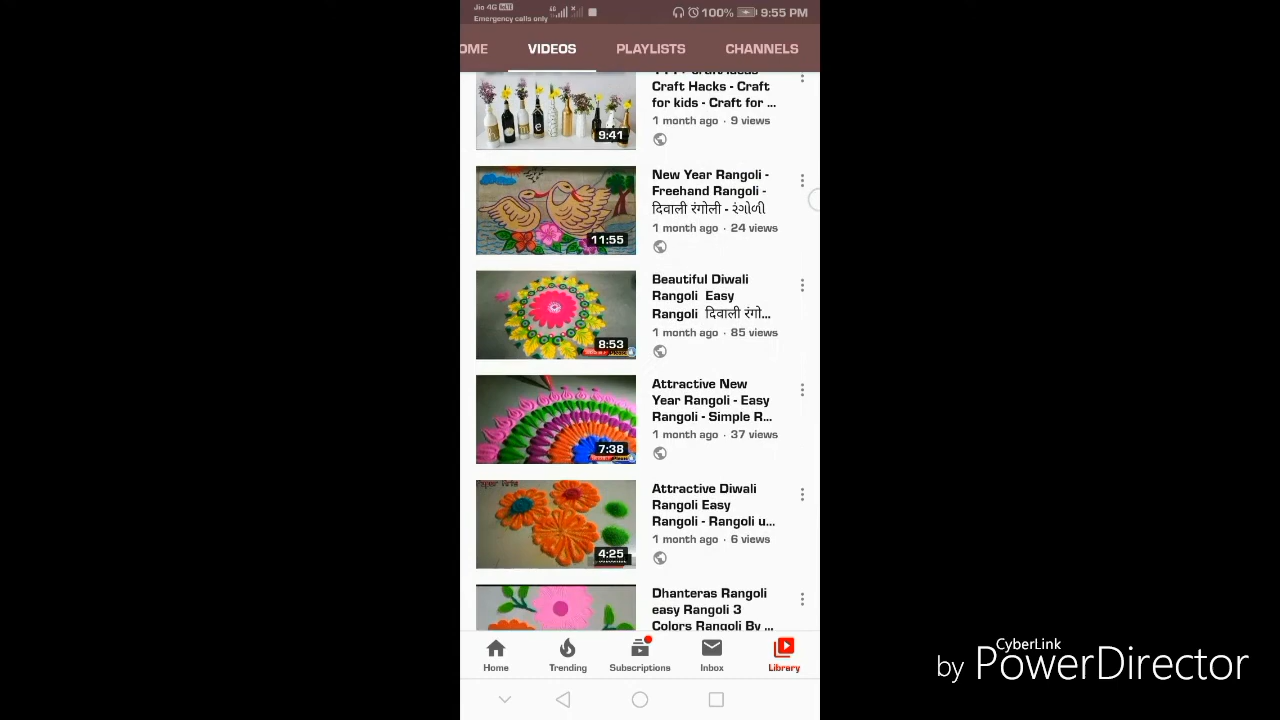 Jio 4G VoLTE
100% 9:55 PM
Emergency calls only
OME VIDEOS PLAYLISTS CHANNELS
Craft Hacks - Craft
for kids - Craft for ...
1 month ago · 9 views
9:41
New Year Rangoli -
Freehand Rangoli -
दिवाली रंगोली - રંગોળી
1 month ago · 24 views
11:55
Beautiful Diwali
Rangoli Easy
Rangoli दिवाली रंगो...
1 month ago · 85 views
8:53
Attractive New
Year Rangoli - Easy
Rangoli - Simple R...
1 month ago · 37 views
7:38
Paper Arts
Attractive Diwali
Rangoli Easy
Rangoli - Rangoli u...
1 month ago · 6 views
4:25
Dhanteras Rangoli
easy Rangoli 3
Colors Rangoli By ...
Home Trending Subscriptions Inbox Library
CyberLink
by PowerDirector